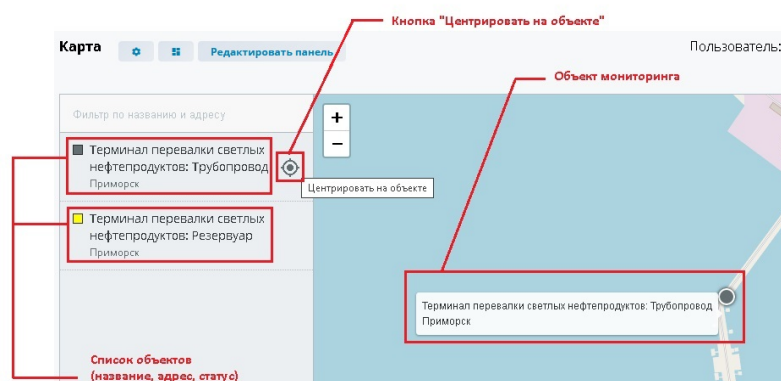 Кнопка "Центрировать на объекте"
Карта
Редактировать панель
Пользователь:
Объект мониторинга
Фильтр по названию и адресу
+
−
Терминал перевалки светлых
нефтепродуктов: Трубопровод
Приморск
Центрировать на объекте
Терминал перевалки светлых
нефтепродуктов: Резервуар
Приморск
Терминал перевалки светлых нефтепродуктов: Трубопровод
Приморск
Список объектов
(название, адрес, статус)